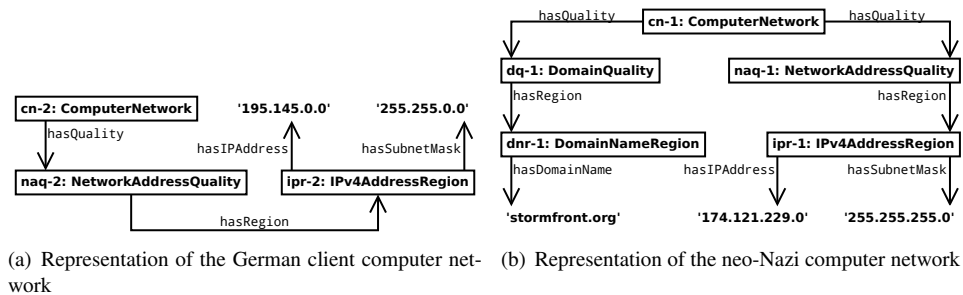 cn-2: ComputerNetwork
'195.145.0.0'
'255.255.0.0'
hasQuality
hasIPAddress
hasSubnetMask
naq-2: NetworkAddressQuality
ipr-2: IPv4AddressRegion
hasRegion
(a) Representation of the German client computer net-
work
hasQuality
cn-1: ComputerNetwork
hasQuality
dq-1: DomainQuality
naq-1: NetworkAddressQuality
hasRegion
hasRegion
dnr-1: DomainNameRegion
ipr-1: IPv4AddressRegion
hasDomainName
hasIPAddress
hasSubnetMask
'stormfront.org'
'174.121.229.0'
'255.255.255.0'
(b) Representation of the neo-Nazi computer network